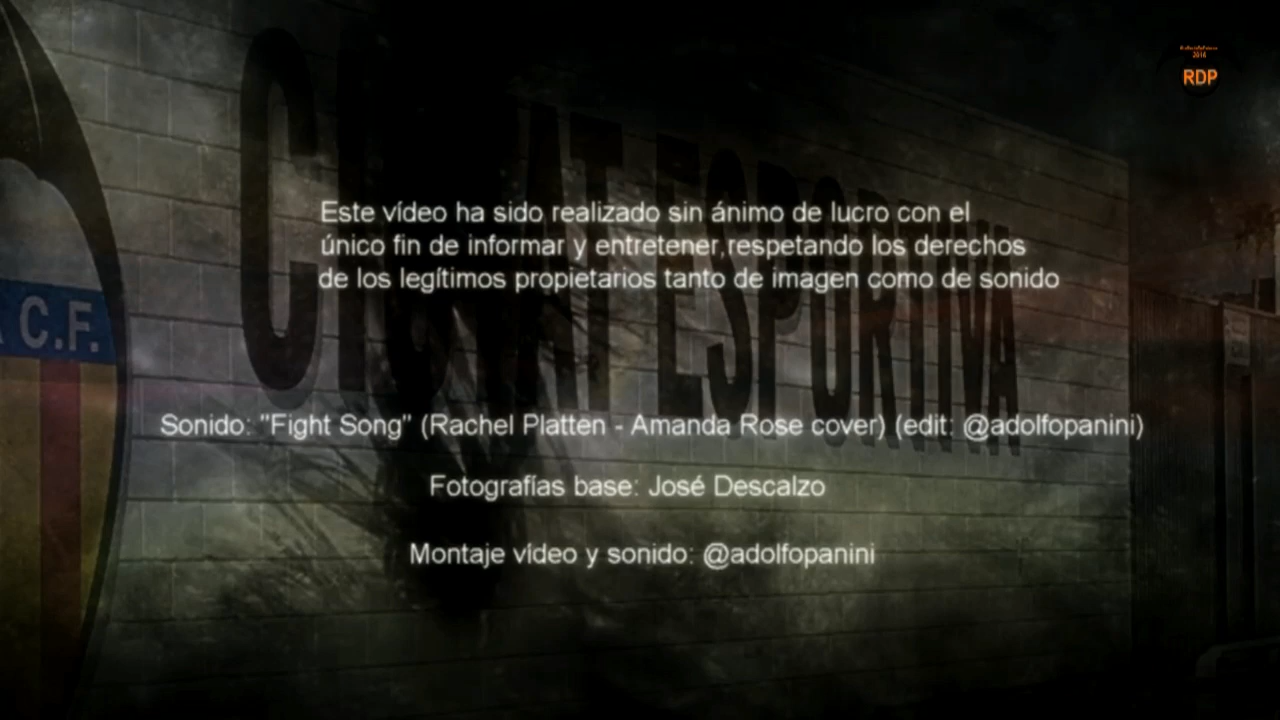 2016
RDP
CIUTAT ESPORTIVA
C.F.
Este vídeo ha sido realizado sin ánimo de lucro con el
único fin de informar y entretener,respetando los derechos
de los legítimos propietarios tanto de imagen como de sonido
Sonido: "Fight Song" (Rachel Platten - Amanda Rose cover) (edit: @adolfopanini)
Fotografías base: José Descalzo
Montaje vídeo y sonido: @adolfopanini